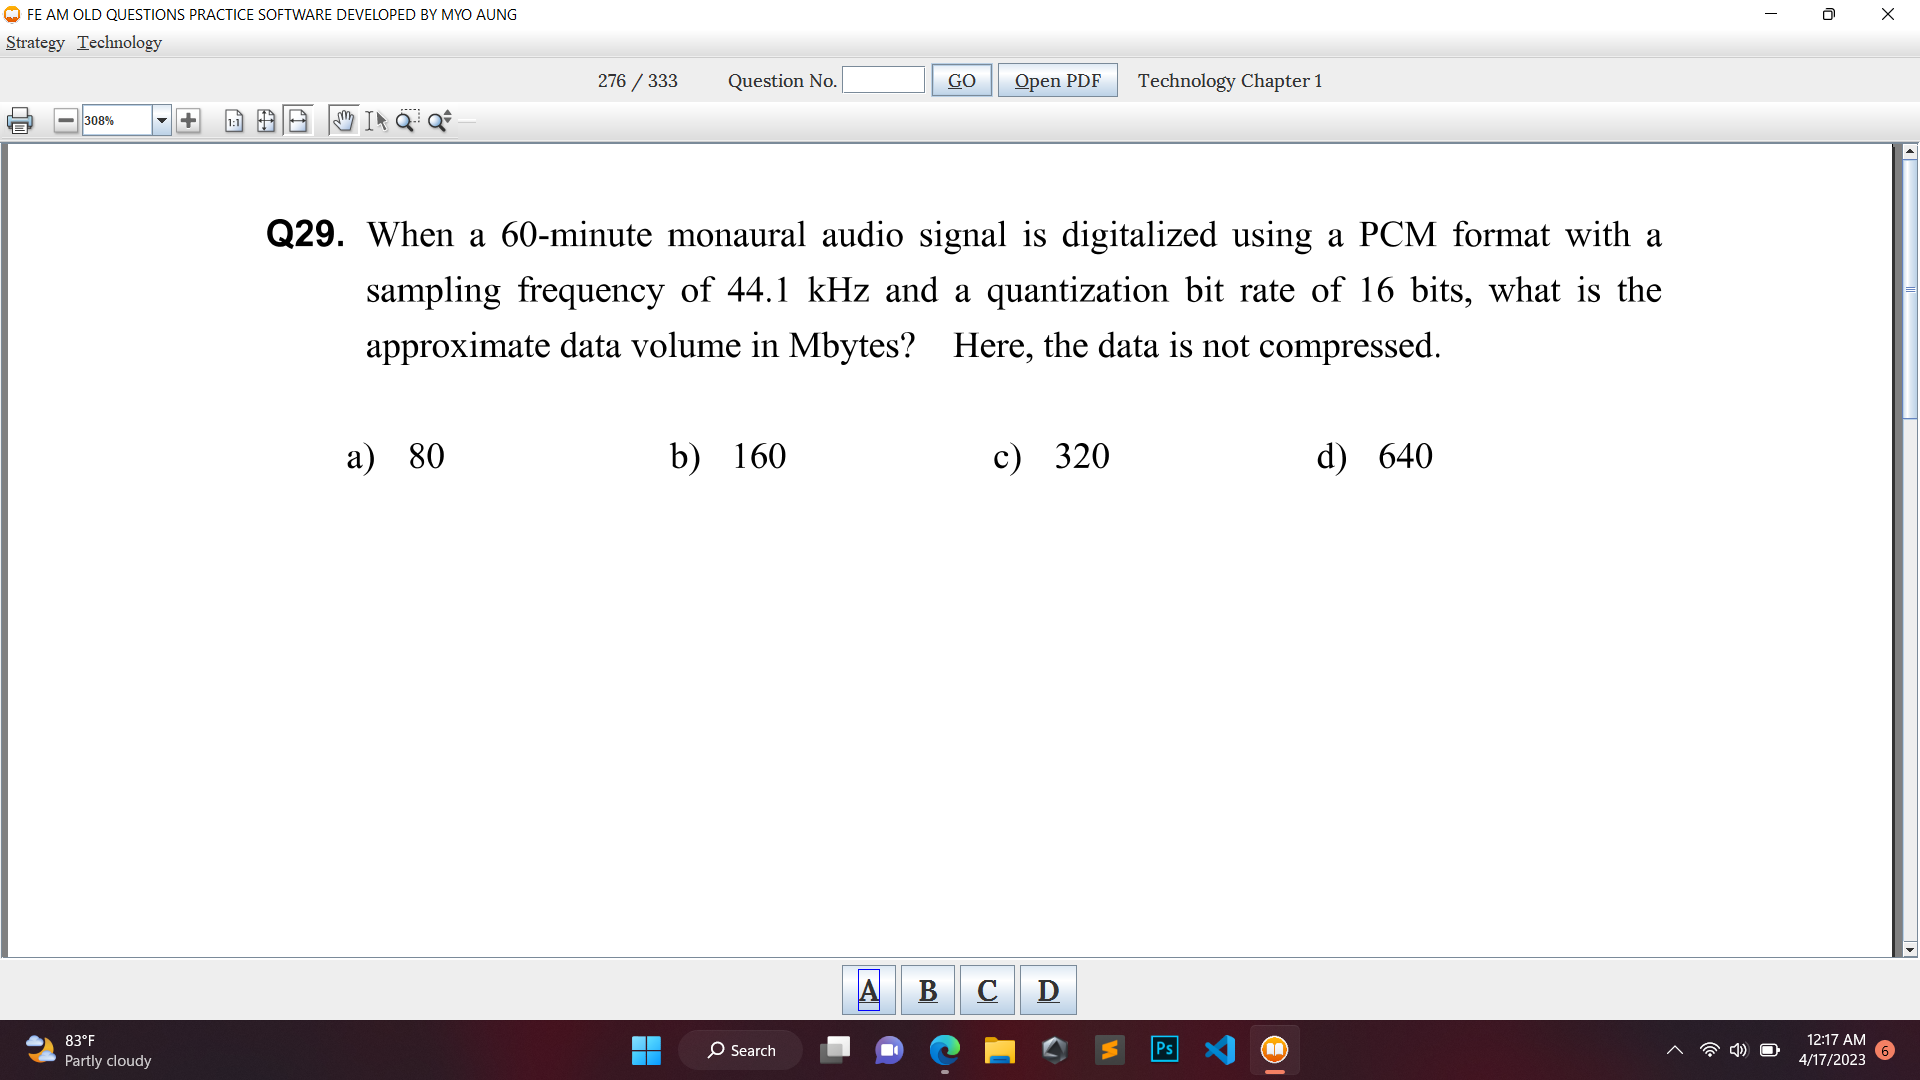 FE AM OLD QUESTIONS PRACTICE SOFTWARE DEVELOPED BY MYO AUNG
Strategy Technology
276 / 333 Question No. GO Open PDF Technology Chapter 1
308% 1:1
Q29. When a 60-minute monaural audio signal is digitalized using a PCM format with a
sampling frequency of 44.1 kHz and a quantization bit rate of 16 bits, what is the
approximate data volume in Mbytes? Here, the data is not compressed.
a) 80 b) 160 c) 320 d) 640
A B C D
83°F
Partly cloudy
Search
Ps
12:17 AM
4/17/2023
6